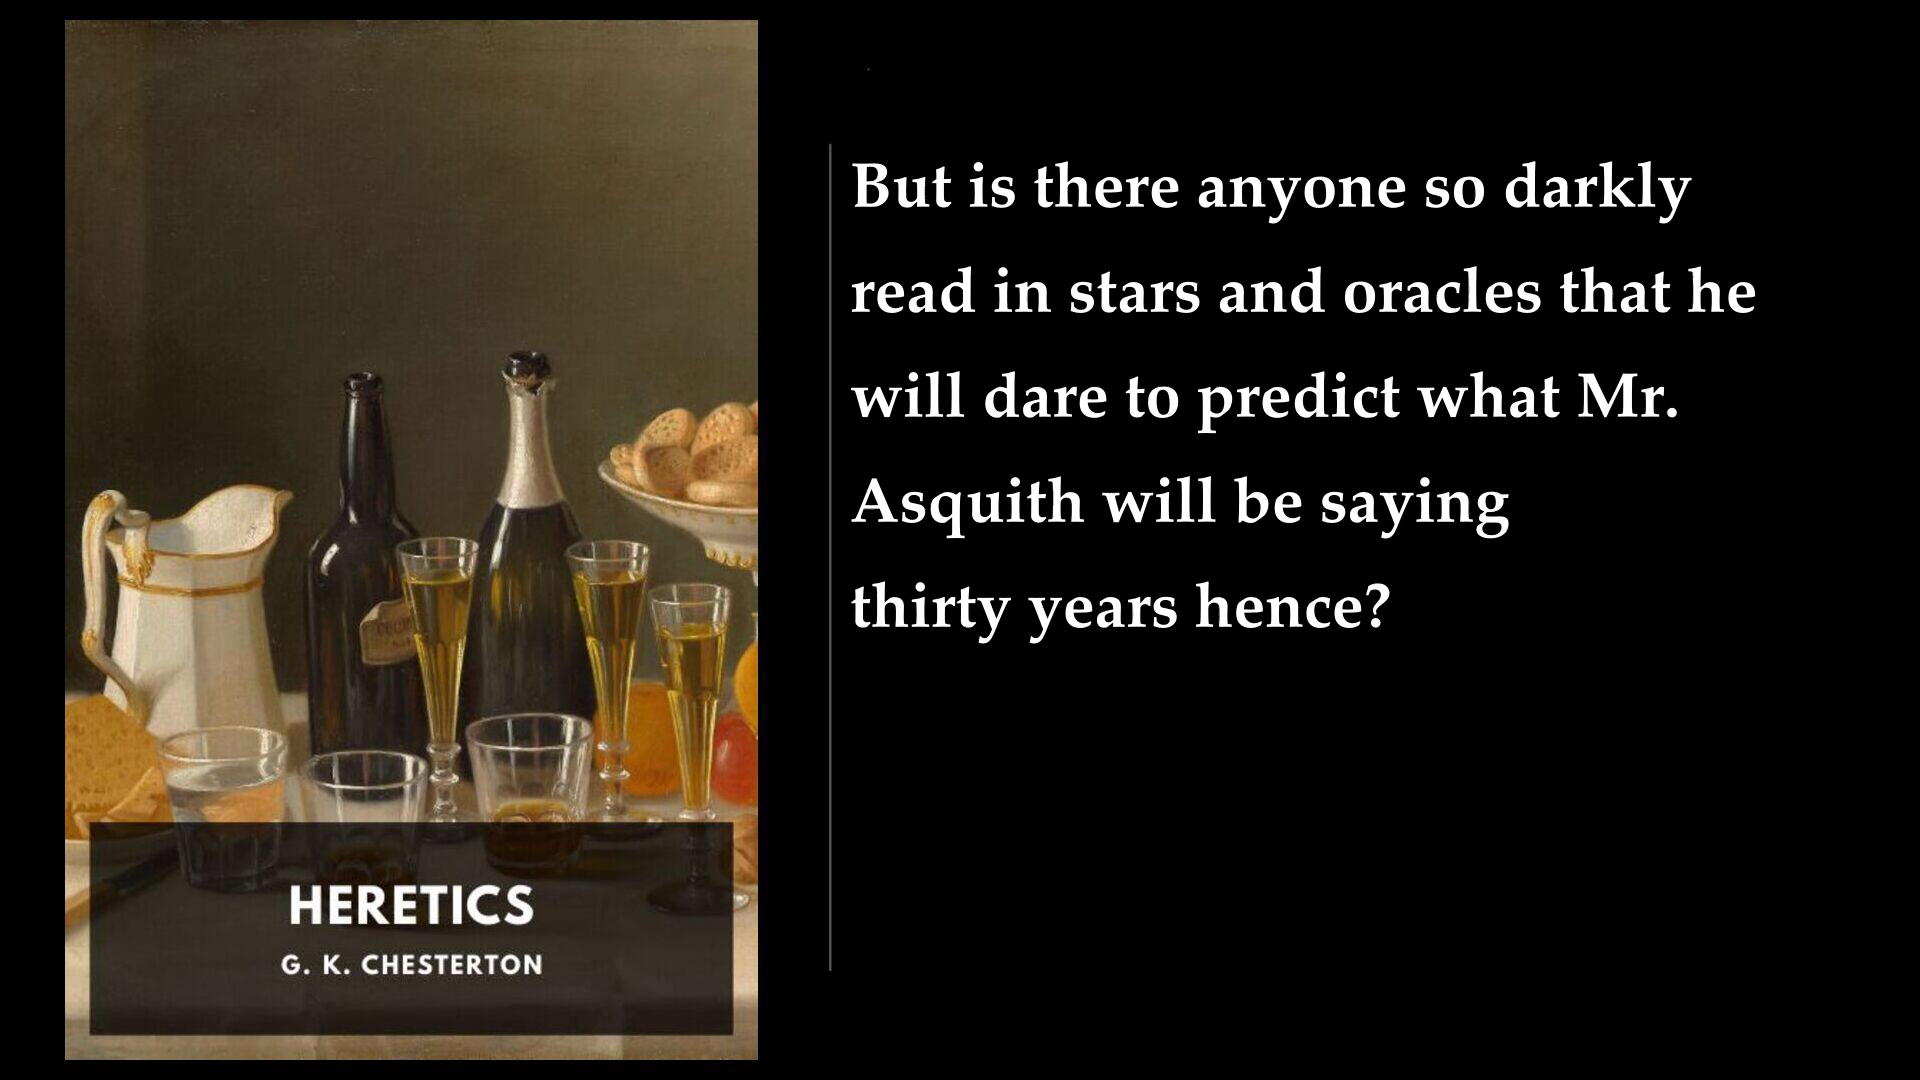 But is there anyone so darkly
read in stars and oracles that he
will dare to predict what Mr.
Asquith will be saying
thirty years hence?
HERETICS
G. K. CHESTERTON